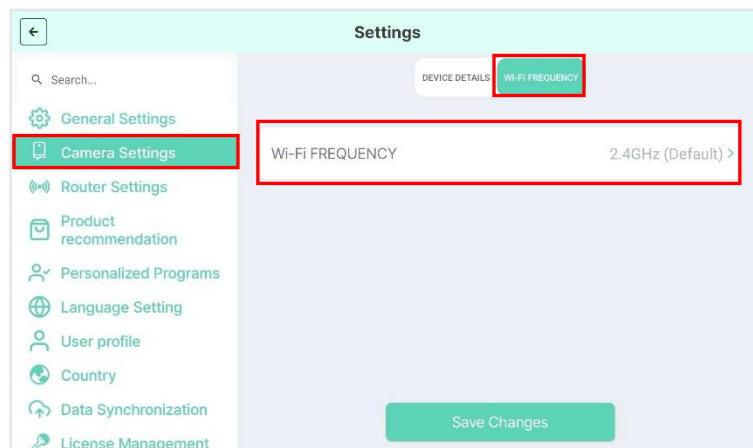 Settings
Search...
DEVICE DETAILS
WI-FI FREQUENCY
General Settings
Camera Settings
Wi-Fi FREQUENCY
2.4GHz (Default) >
Router Settings
Product
recommendation
Personalized Programs
Language Setting
User profile
Country
Data Synchronization
Save Changes
License Management